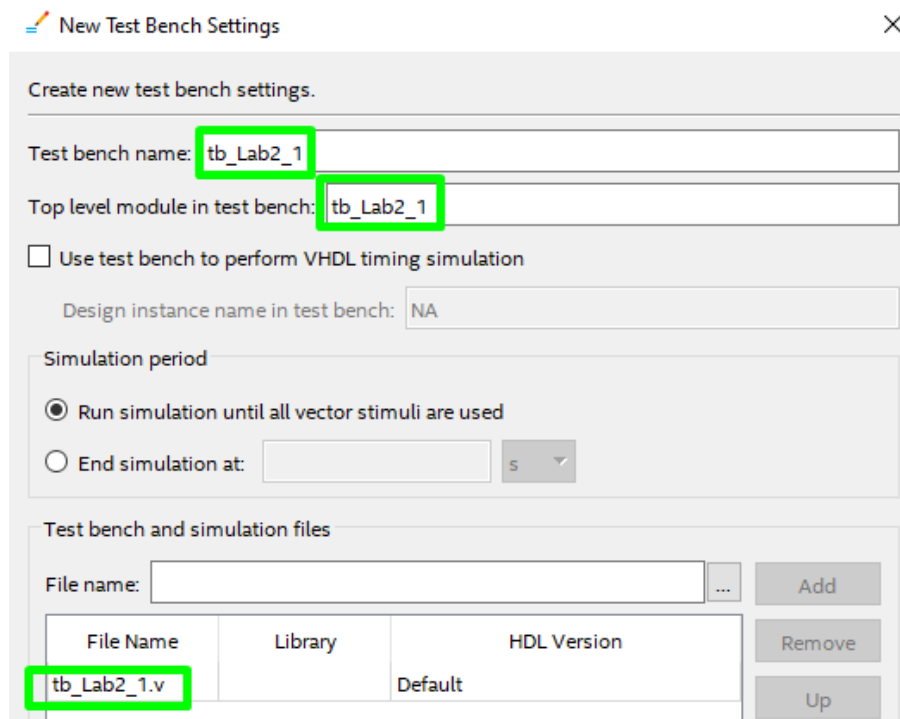 New Test Bench Settings
Create new test bench settings.
Test bench name: tb_Lab2_1
Top level module in test bench: tb_Lab2_1
Use test bench to perform VHDL timing simulation
Design instance name in test bench: NA
Simulation period
Run simulation until all vector stimuli are used
End simulation at: s
Test bench and simulation files
File name: ... Add
File Name Library HDL Version Remove
tb_Lab2_1.v Default Up